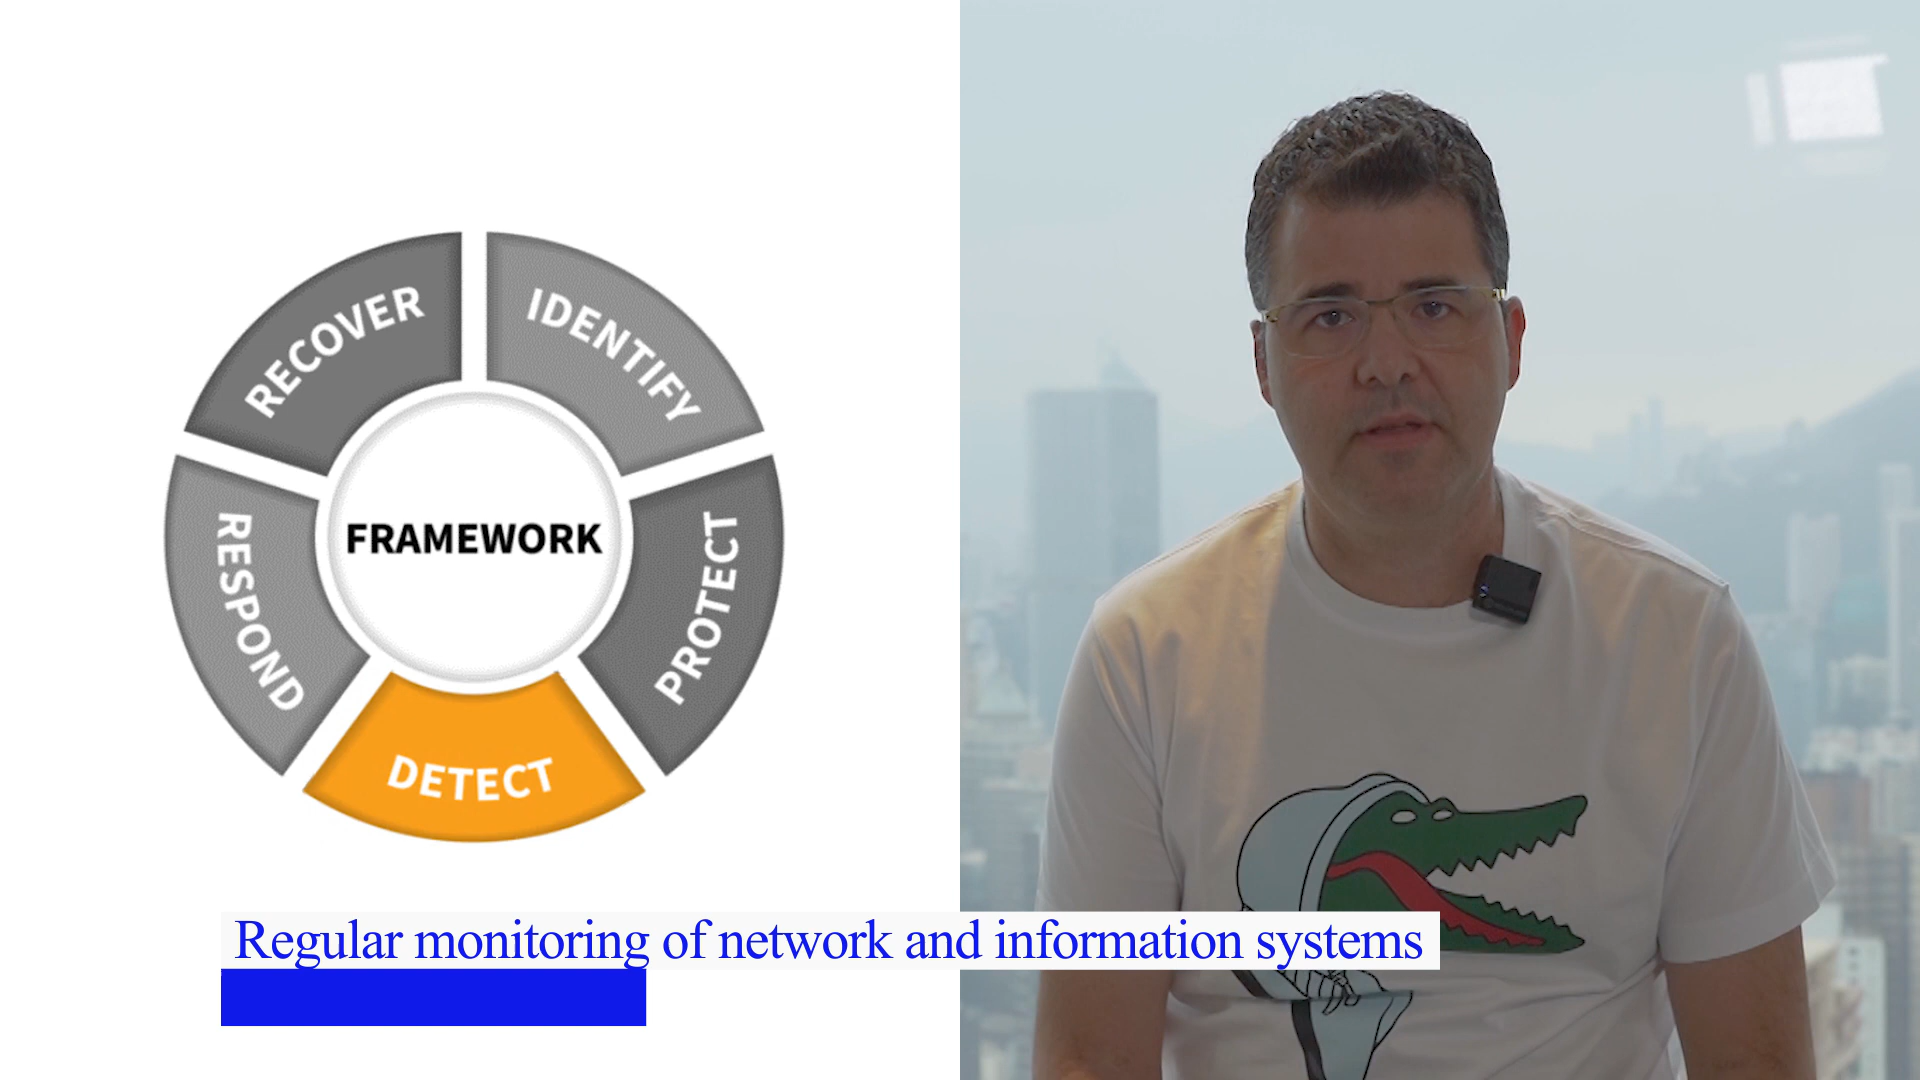 RECOVER
IDENTIFY
RESPOND
FRAMEWORK
PROTECT
DETECT
Regular monitoring of network and information systems